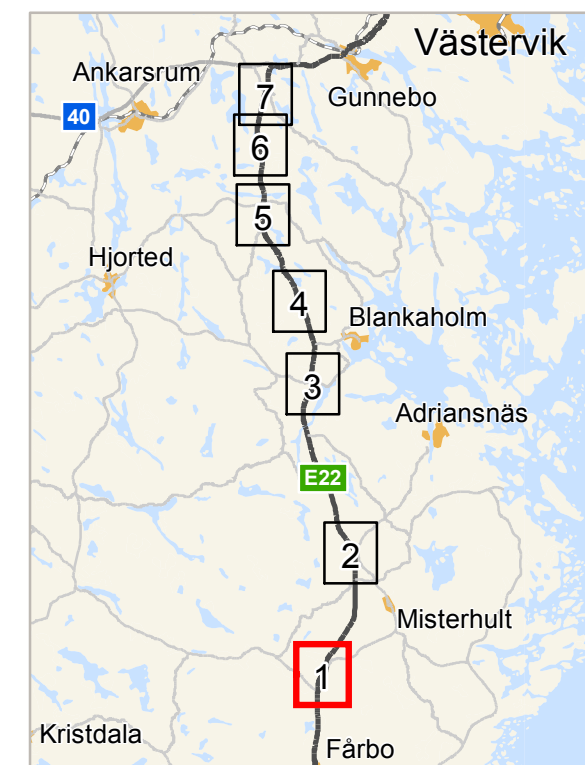 Västervik
Ankarsrum
Gunnebo
7
40
6
5
Hjorted
4
Blankaholm
3
Adriansnäs
E22
2
Misterhult
1
Kristdala
Fårbo